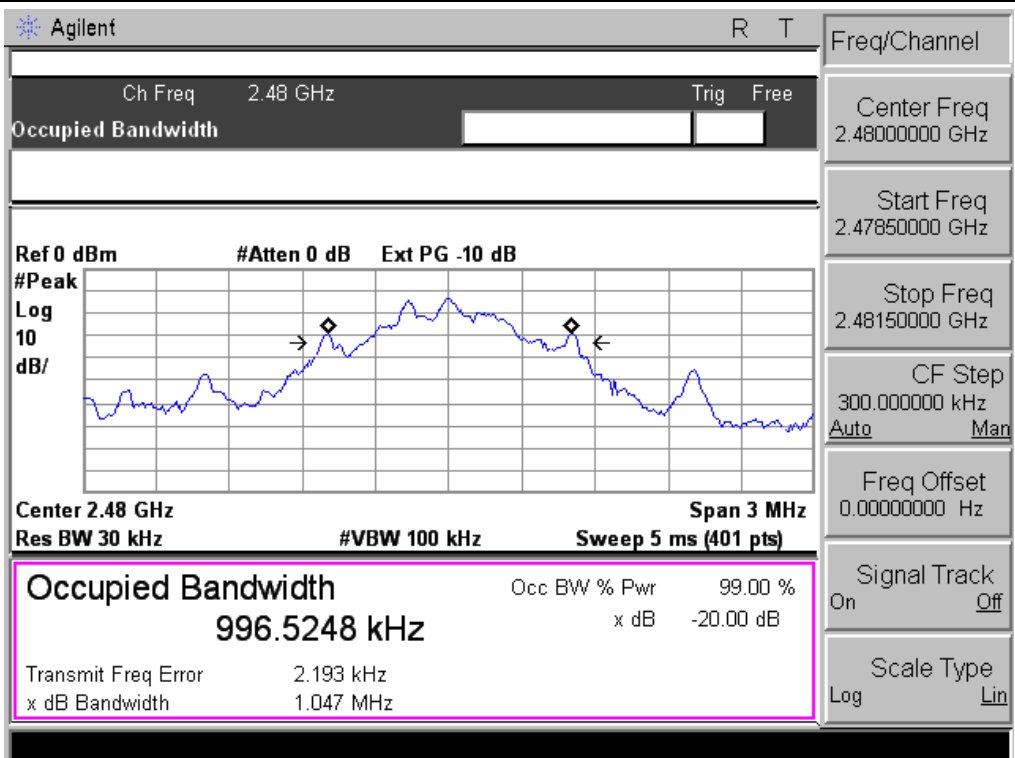 Agilent R T
Ch Freq 2.48 GHz Trig Free
Occupied Bandwidth
Ref 0 dBm #Atten 0 dB Ext PG -10 dB
#Peak
Log
10
dB/
Center 2.48 GHz Span 3 MHz
Res BW 30 kHz #VBW 100 kHz Sweep 5 ms (401 pts)
Occupied Bandwidth Occ BW % Pwr 99.00 %
996.5248 kHz x dB -20.00 dB
Transmit Freq Error 2.193 kHz
x dB Bandwidth 1.047 MHz
Freq/Channel
Center Freq
2.48000000 GHz
Start Freq
2.47850000 GHz
Stop Freq
2.48150000 GHz
CF Step
300.000000 kHz
Auto Man
Freq Offset
0.00000000 Hz
Signal Track
On Off
Scale Type
Log Lin